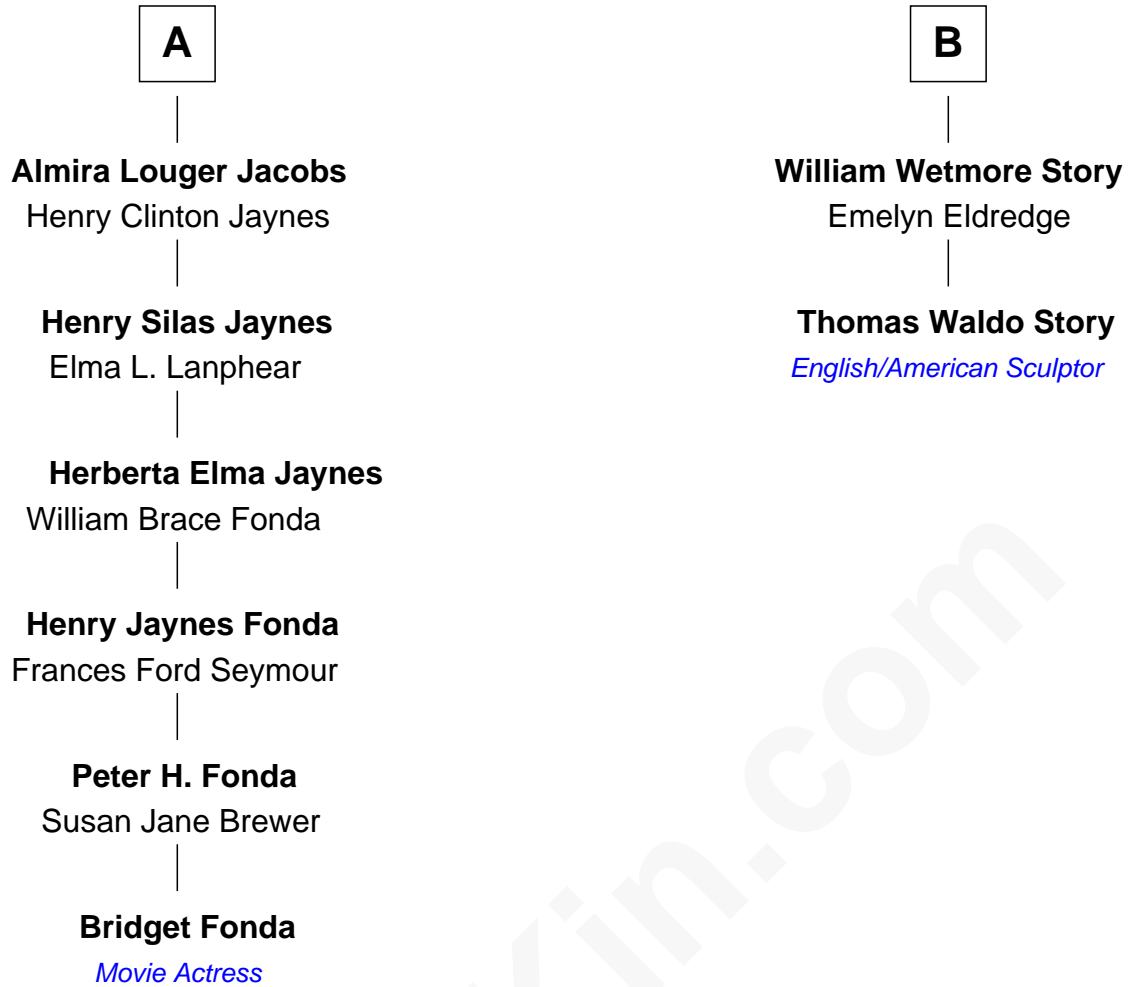 A
Almira Louger Jacobs
Henry Clinton Jaynes
Henry Silas Jaynes
Elma L. Lanphear
Herberta Elma Jaynes
William Brace Fonda
Henry Jaynes Fonda
Frances Ford Seymour
Peter H. Fonda
Susan Jane Brewer
Bridget Fonda
Movie Actress
B
William Wetmore Story
Emelyn Eldredge
Thomas Waldo Story
English/American Sculptor
Kin.com